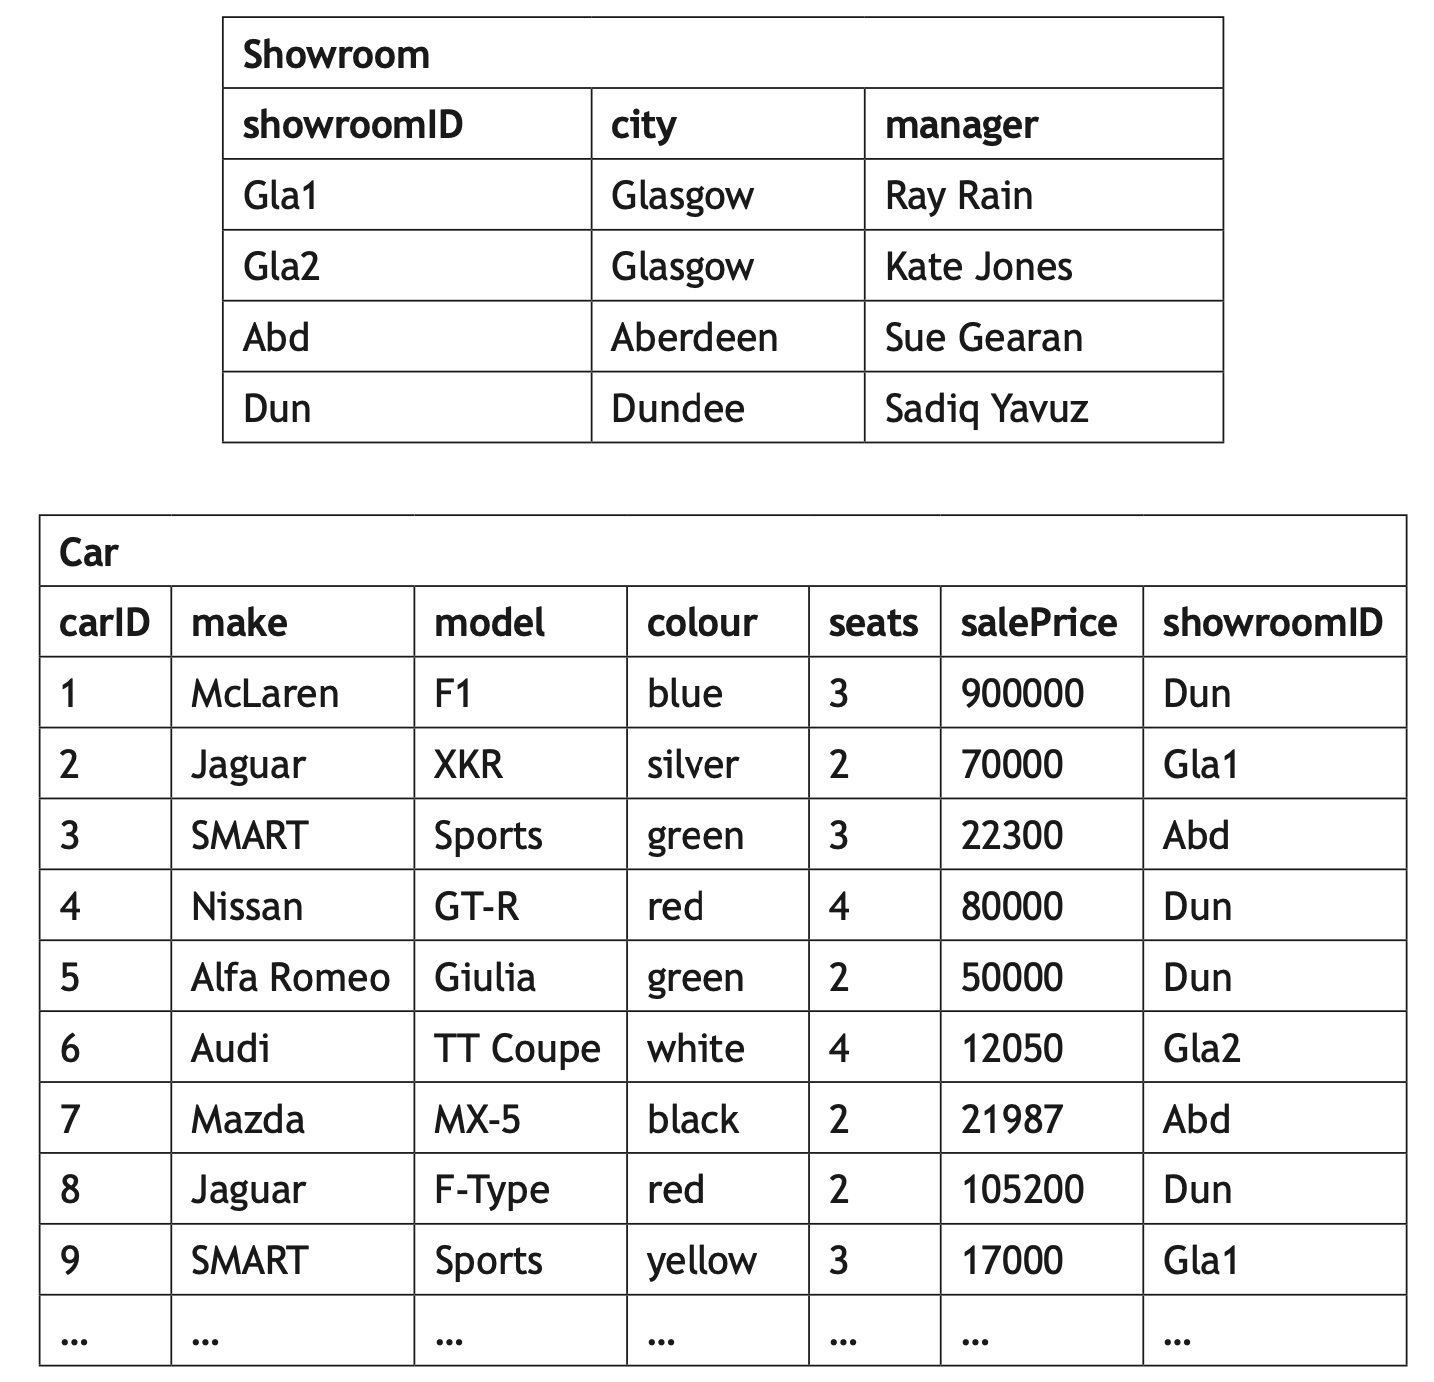 Showroom
showroomID city manager
Gla1 Glasgow Ray Rain
Gla2 Glasgow Kate Jones
Abd Aberdeen Sue Gearan
Dun Dundee Sadiq Yavuz
Car
carID make model colour seats salePrice showroomID
1 McLaren F1 blue 3 900000 Dun
2 Jaguar XKR silver 2 70000 Gla1
3 SMART Sports green 3 22300 Abd
4 Nissan GT-R red 4 80000 Dun
5 Alfa Romeo Giulia green 2 50000 Dun
6 Audi TT Coupe white 4 12050 Gla2
7 Mazda MX-5 black 2 21987 Abd
8 Jaguar F-Type red 2 105200 Dun
9 SMART Sports yellow 3 17000 Gla1
... ... ... ... ... ... ...